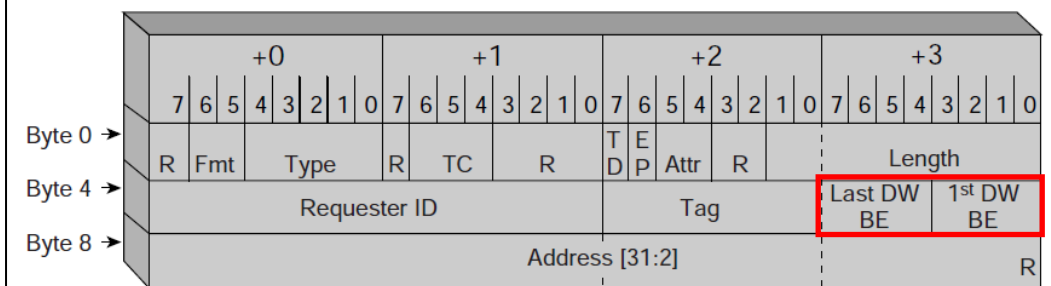 +0 +1 +2 +3
7 6 5 4 3 2 1 0 7 6 5 4 3 2 1 0 7 6 5 4 3 2 1 0 7 6 5 4 3 2 1 0
Byte 0 → R Fmt Type R TC R TD EP Attr R Length
Byte 4 → Requester ID Tag Last DW BE 1st DW BE
Byte 8 → Address [31:2] R